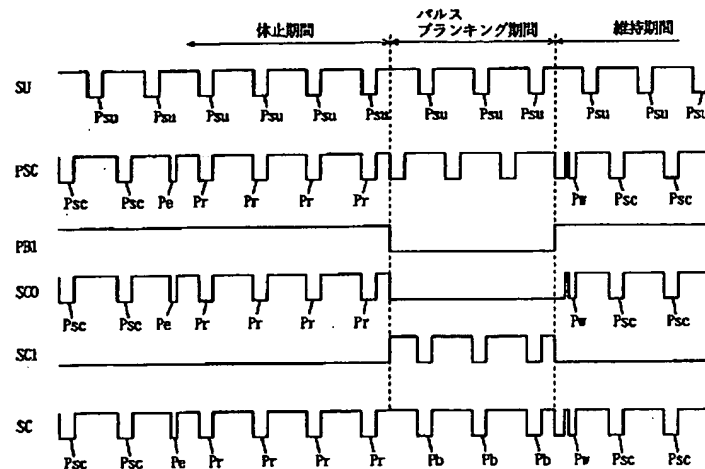 休止期間
パルス
ブランキング期間
維持期間
SU
Psu Psu Psu Psu Psu Psu Psu Psu Psu Psu Psu Psu
PSC
Psc Psc Pe Pr Pr Pr Pr Pw Psc Psc
PB1
SC0
Psc Psc Pe Pr Pr Pr Pr Pw Psc Psc
SC1
SC
Psc Psc Pe Pr Pr Pr Pr Pb Pb Pb Pw Psc Psc